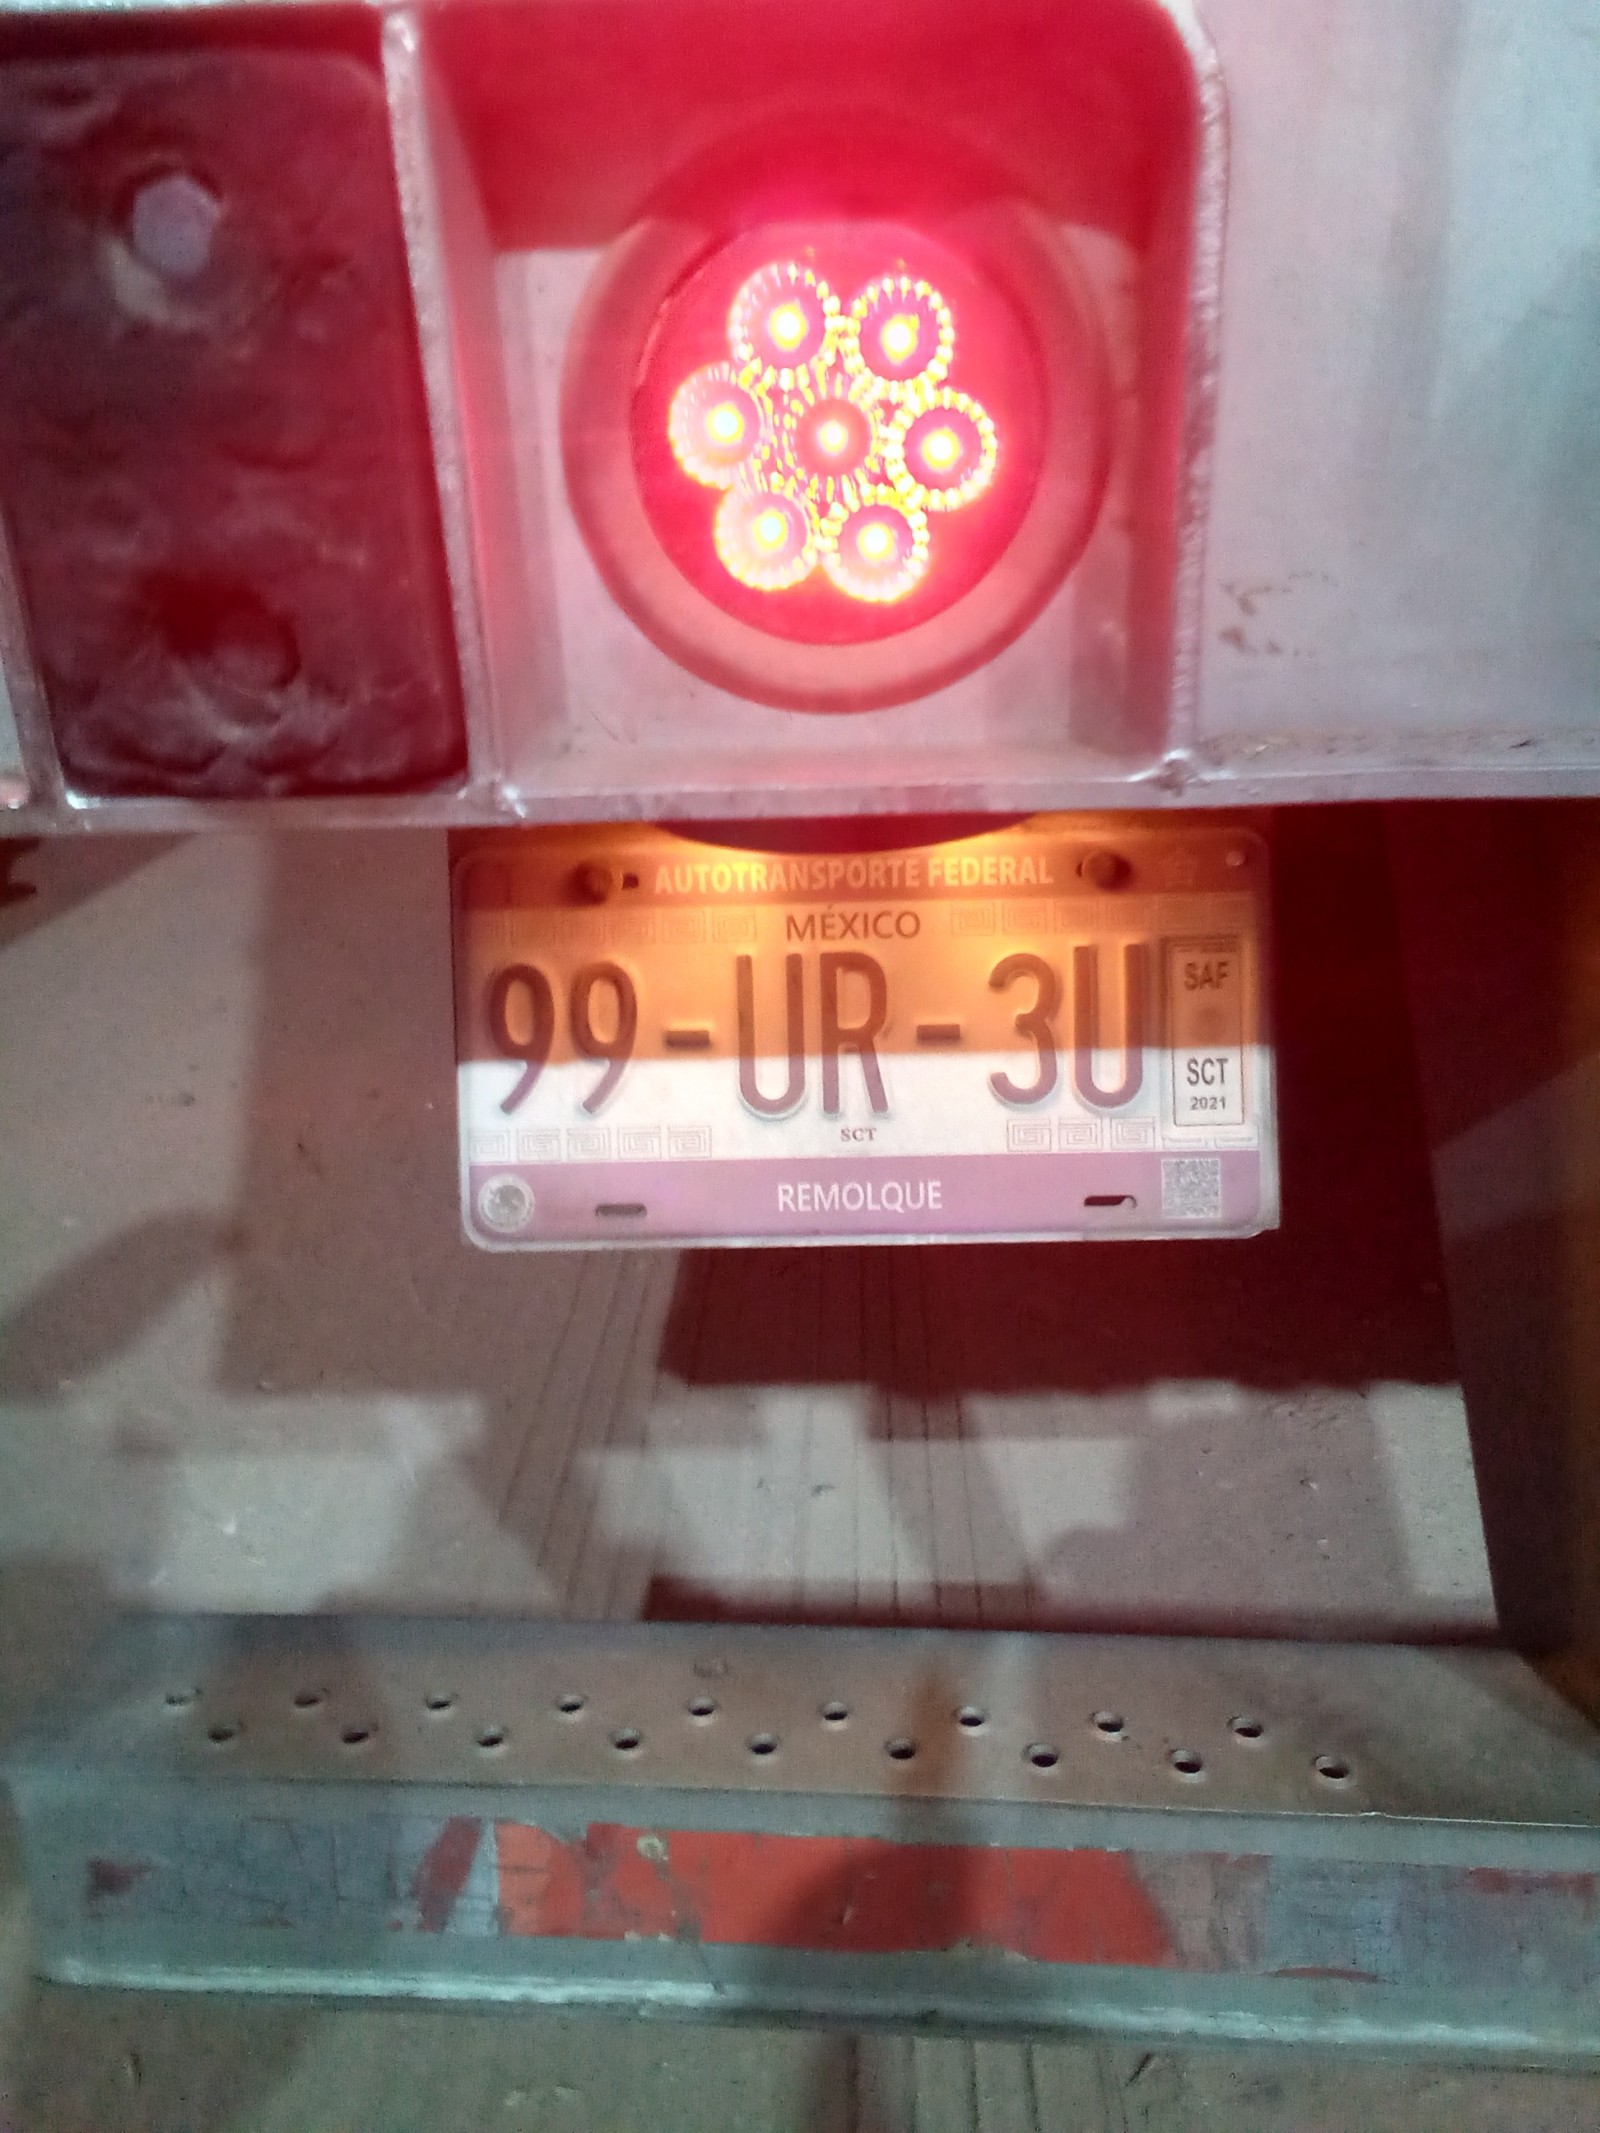 AUTOTRANSPORTE FEDERAL
MÉXICO
99-UR-3U
SAF
SCT
2021
SCT
REMOLQUE